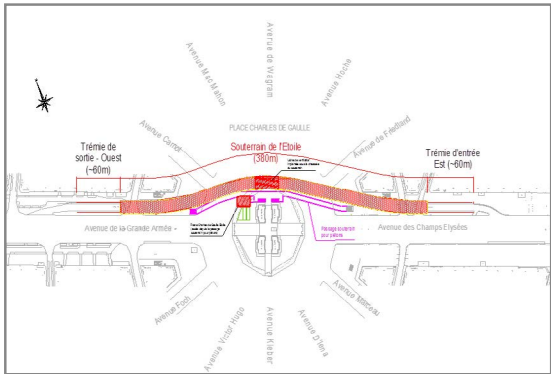 Avenue de Wagram
Avenue Mac Mahon
Avenue Hoche
Avenue Carnot
PLACE CHARLES DE GAULLE
Avenue de Friedland
Trémie de
sortie - Ouest
(~60m)
Souterrain de l'Etoile
(380m)
Trémie d'entrée
Est (~60m)
Avenue de la Grande Armée
Avenue des Champs Elysées
Passage souterrain
pour piétons
Avenue Foch
Avenue Victor Hugo
Avenue Kleber
Avenue D'Iéna
Avenue Marceau